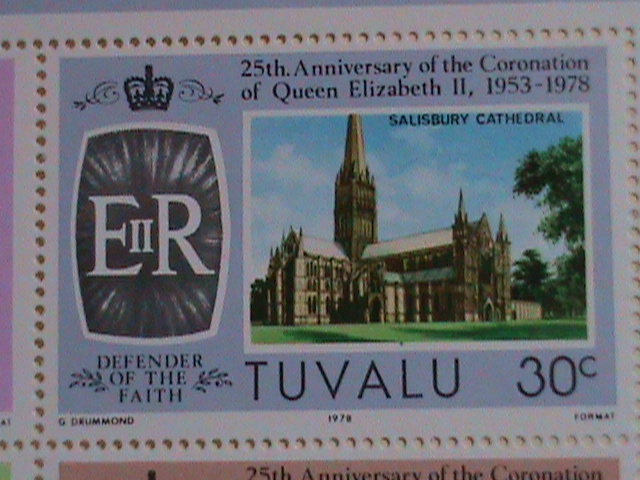 25th. Anniversary of the Coronation
of Queen Elizabeth II, 1953-1978
SALISBURY CATHEDRAL
EIIR
DEFENDER
OF THE
FAITH
TUVALU 30c
G DRUMMOND 1978 FORMAT
AT
25th Anniversary of the Coronation